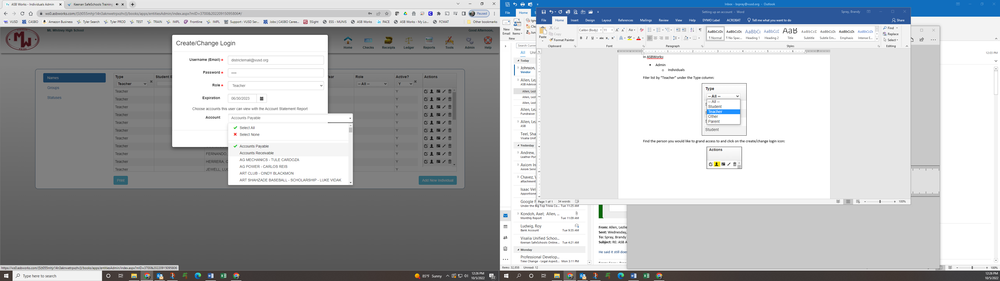 ASB Works - Individuals Admin
Keenan SafeSchools Training
ws0.asbworks.com/(S(t055mhjr14n3aknwetrpxzhv))/books/apps/entitiesAdmin/index.aspx?mID=3700&20220915095806#/
Paused
VUSD
CASBO
Amazon Business
Tyler Search
Tyler PROD
TEST
TRAIN
IMPL
Frontline
IMPL
Support : VUSD Ser...
Jobs | CASBO Caree...
5Sight
ESS - MUNIS
ASB Works
PACE
ASB Works - My Lo...
FCMAT
Other bookmarks
MW
PRIDE
Mt. Whitney High School
Good Afternoon,
Home
Checks
Receipts
Ledger
Reports
Tools
Admin
Help
Names
Groups
Statuses
Type
Student ID
Year
Role
Active?
Actions
Teacher
-- All --
Y
Teacher
Y
Teacher
Y
Teacher
Y
Teacher
Y
Teacher
Y
Teacher
Y
Teacher
Y
Teacher
Y
Teacher
FERNANDO,
Y
Teacher
HERRERA, C
Y
Teacher
JEWELL, LUC
Y
Print
Add New Individual
Create/Change Login
Username (Email) *
districtemail@vusd.org
Password *
••••
Role *
Teacher
Expiration
06/30/2023
Choose accounts this user can view with the Account Statement Report
Account
Accounts Payable
Select All
Select None
Accounts Payable
Accounts Receivable
AG MECHANICS - TULE CARDOZA
AG POWER - CARLOS REIS
ART CLUB - CINDY BLACKMON
ART SHAHZADE BASEBALL - SCHOLARSHIP - LUKE VIDAK
https://ws0.asbworks.com/(S(t055mhjr14n3aknwetrpxzhv))/books/apps/entitiesAdmin/index.aspx?mID=3700&20220915095806
Type here to search
85°F Sunny
12:26 PM
10/5/2022
22
Inbox - bspray@vusd.org - Outlook
File
Home
New
Email
New
Items
New
Search Curren
All
Unr
Today
Johnson,
Vendor
Allen, Lez
ASB Advisor
Allen, Lezl
Allen, Lezl
Allen, Lezl
Allen, Lez
Fundraiser
Allen, Lez
ASB
Teel, Sha
Visalia Unif
Yesterday
Andrew,
Leather Por
Axiom In
Axiom Servi
Chavez, V
attachment
Isaac Vel
Apportionm
Google F
Under the Big Top Trivia Co... Tue 11:25 AM
Kondoh, Axel; Allen, ...
Monthly Report
Tue 11:09 AM
Ludwig, Roy
Bank Account
Tue 9:35 AM
Visalia Unified Schoo...
Keenan SafeSchools Online... Tue 4:21 AM
Monday
Professional Develop...
Time Change - Legal Aspect... Mon 3:11 PM
Items: 32,858
Unread: 12
Setting up an account - Word
Spray, Brandy
File
Home
Insert
Design
Layout
References
Mailings
Review
View
Help
DYMO Label
ACROBAT
Tell me what you want to do
Share
Paste
Cut
Copy
Format Painter
Clipboard
Calibri (Body)
11
Font
Paragraph
AaBbCcDc
¶ Normal
AaBbCcDc
¶ No Spac...
AaBbCc
Heading 1
AaBbCcE
Heading 2
AaB
Title
AaBbCcD
Subtitle
AaBbCcDc
Subtle Em...
AaBbCcDc
Emphasis
AaBbCcDc
Intense E...
Styles
Find
Replace
Select
Editing
In ASBWorks:
• Admin
o Individuals
Filer list by “Teacher” under the Type column:
Type
-- All --
-- All --
Student
Teacher
Other
Parent
Student
Find the person you would like to grand access to and click on the create/change login icon:
Actions
Page 1 of 1
34 words
100%
12:03 PM
From: Allen, Lezlie
Sent: Wednesday,
To: Spray, Brandy
Subject: RE: ASB A
He said it still does
100%
12:26 PM
10/5/2022